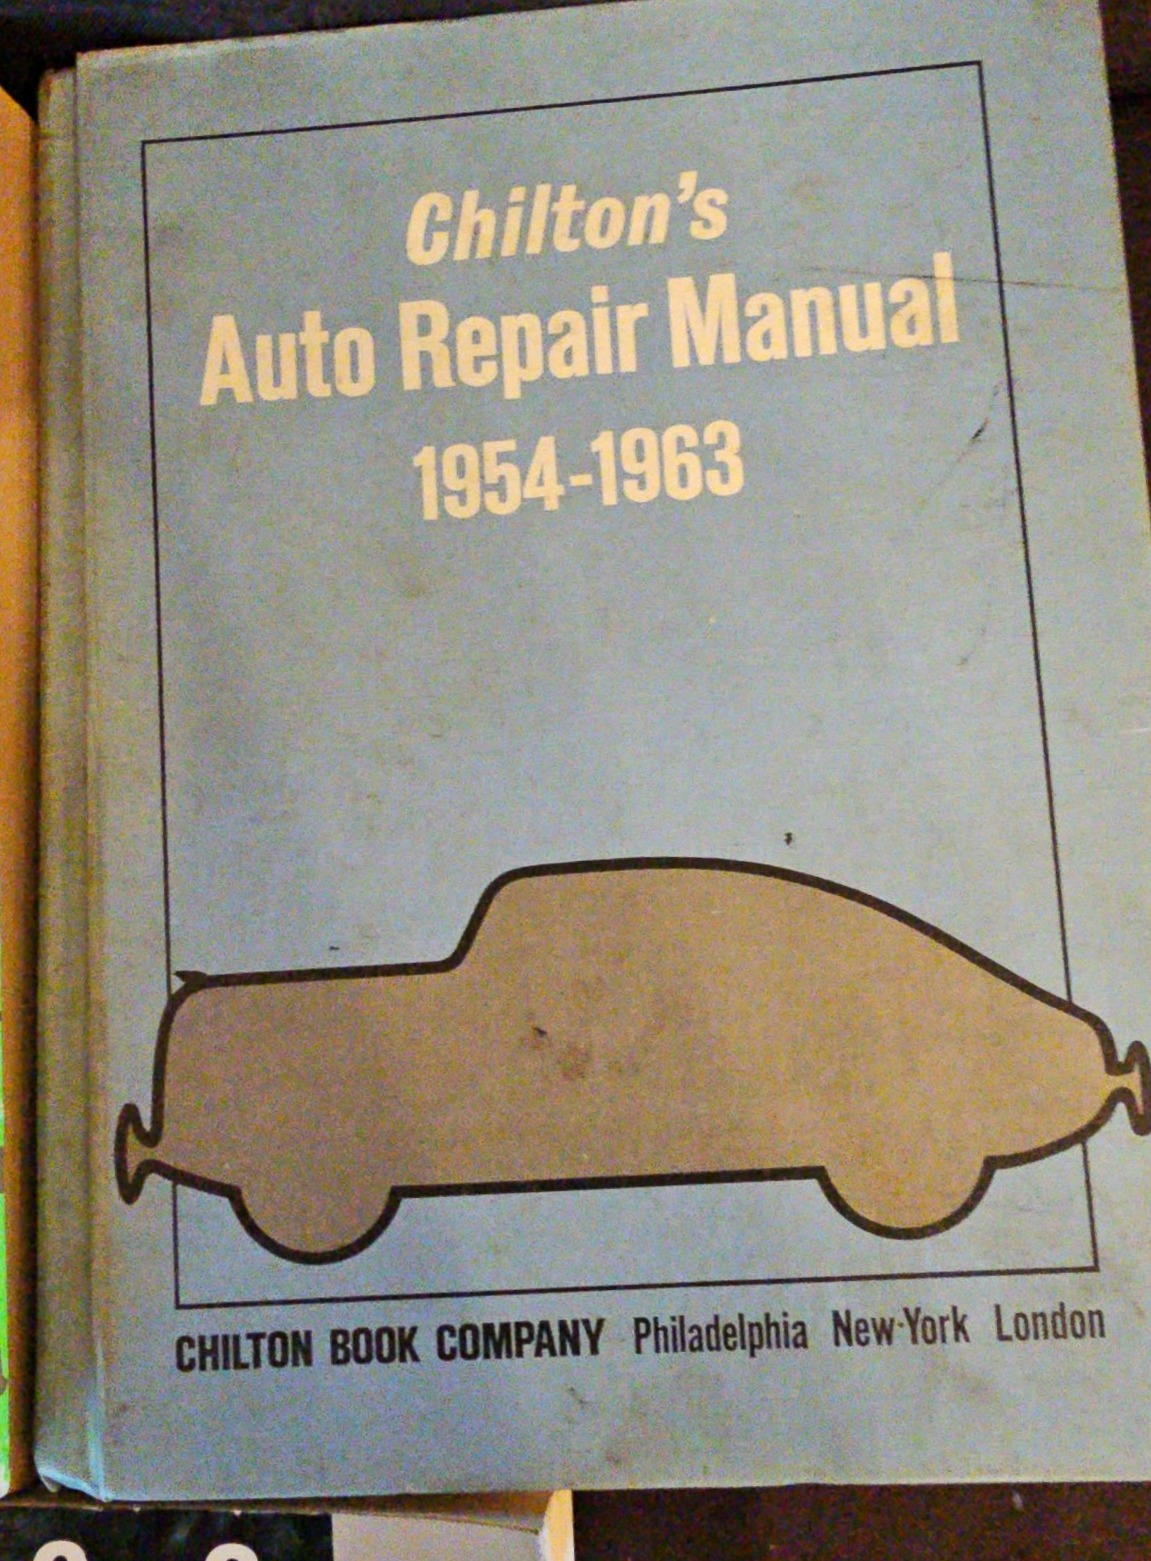 Chilton's
Auto Repair Manual
1954-1963
CHILTON BOOK COMPANY Philadelphia New York London